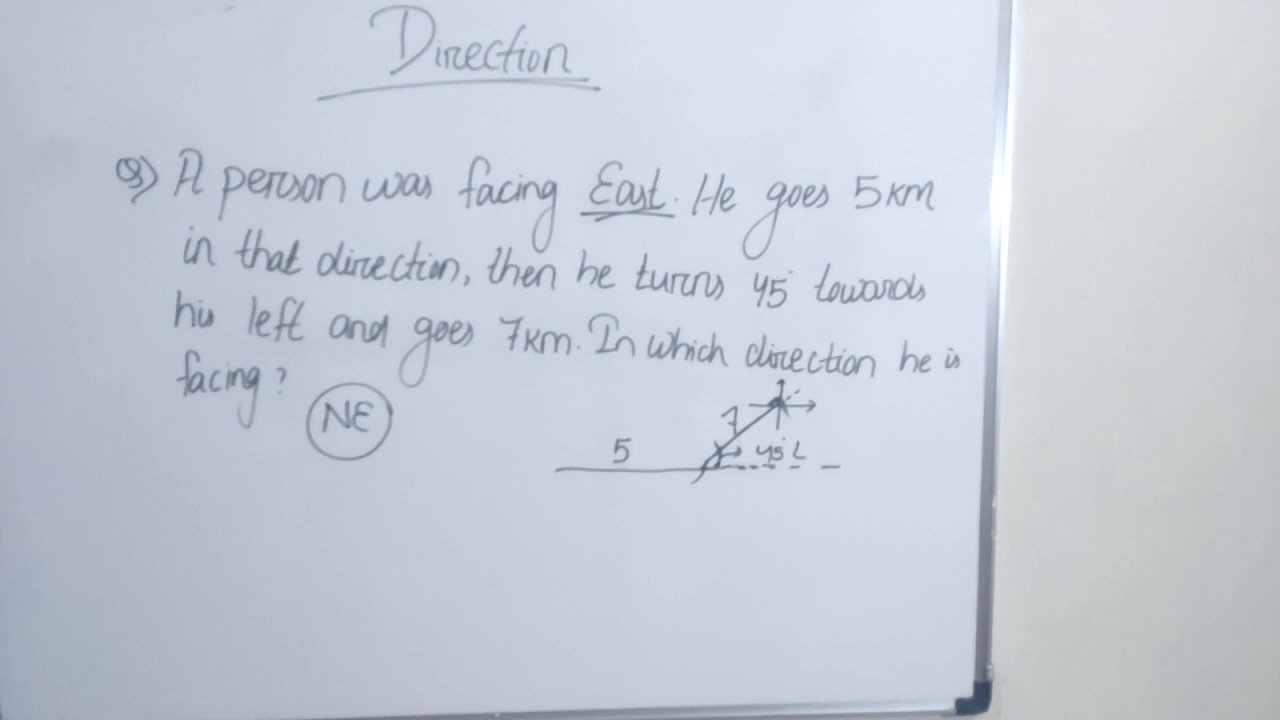 Direction
Q) A person was facing East. He goes 5km
in that direction, then he turns 45° towards
his left and goes 7km. In which direction he is
facing?
NE
7
5
45° L